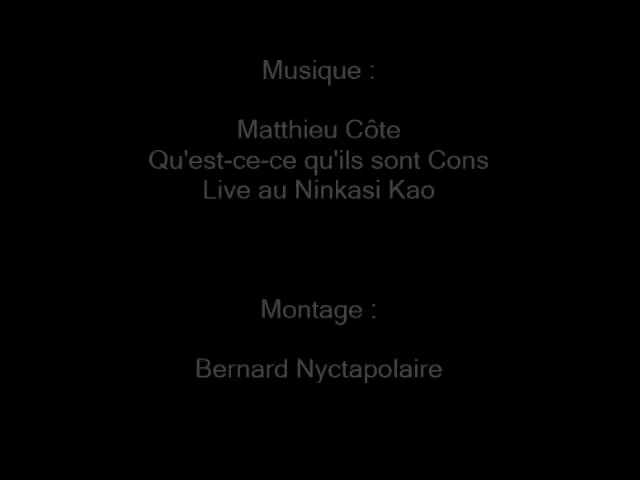 Musique :
Matthieu Côte
Qu'est-ce-ce qu'ils sont Cons
Live au Ninkasi Kao
Montage :
Bernard Nyctapolaire